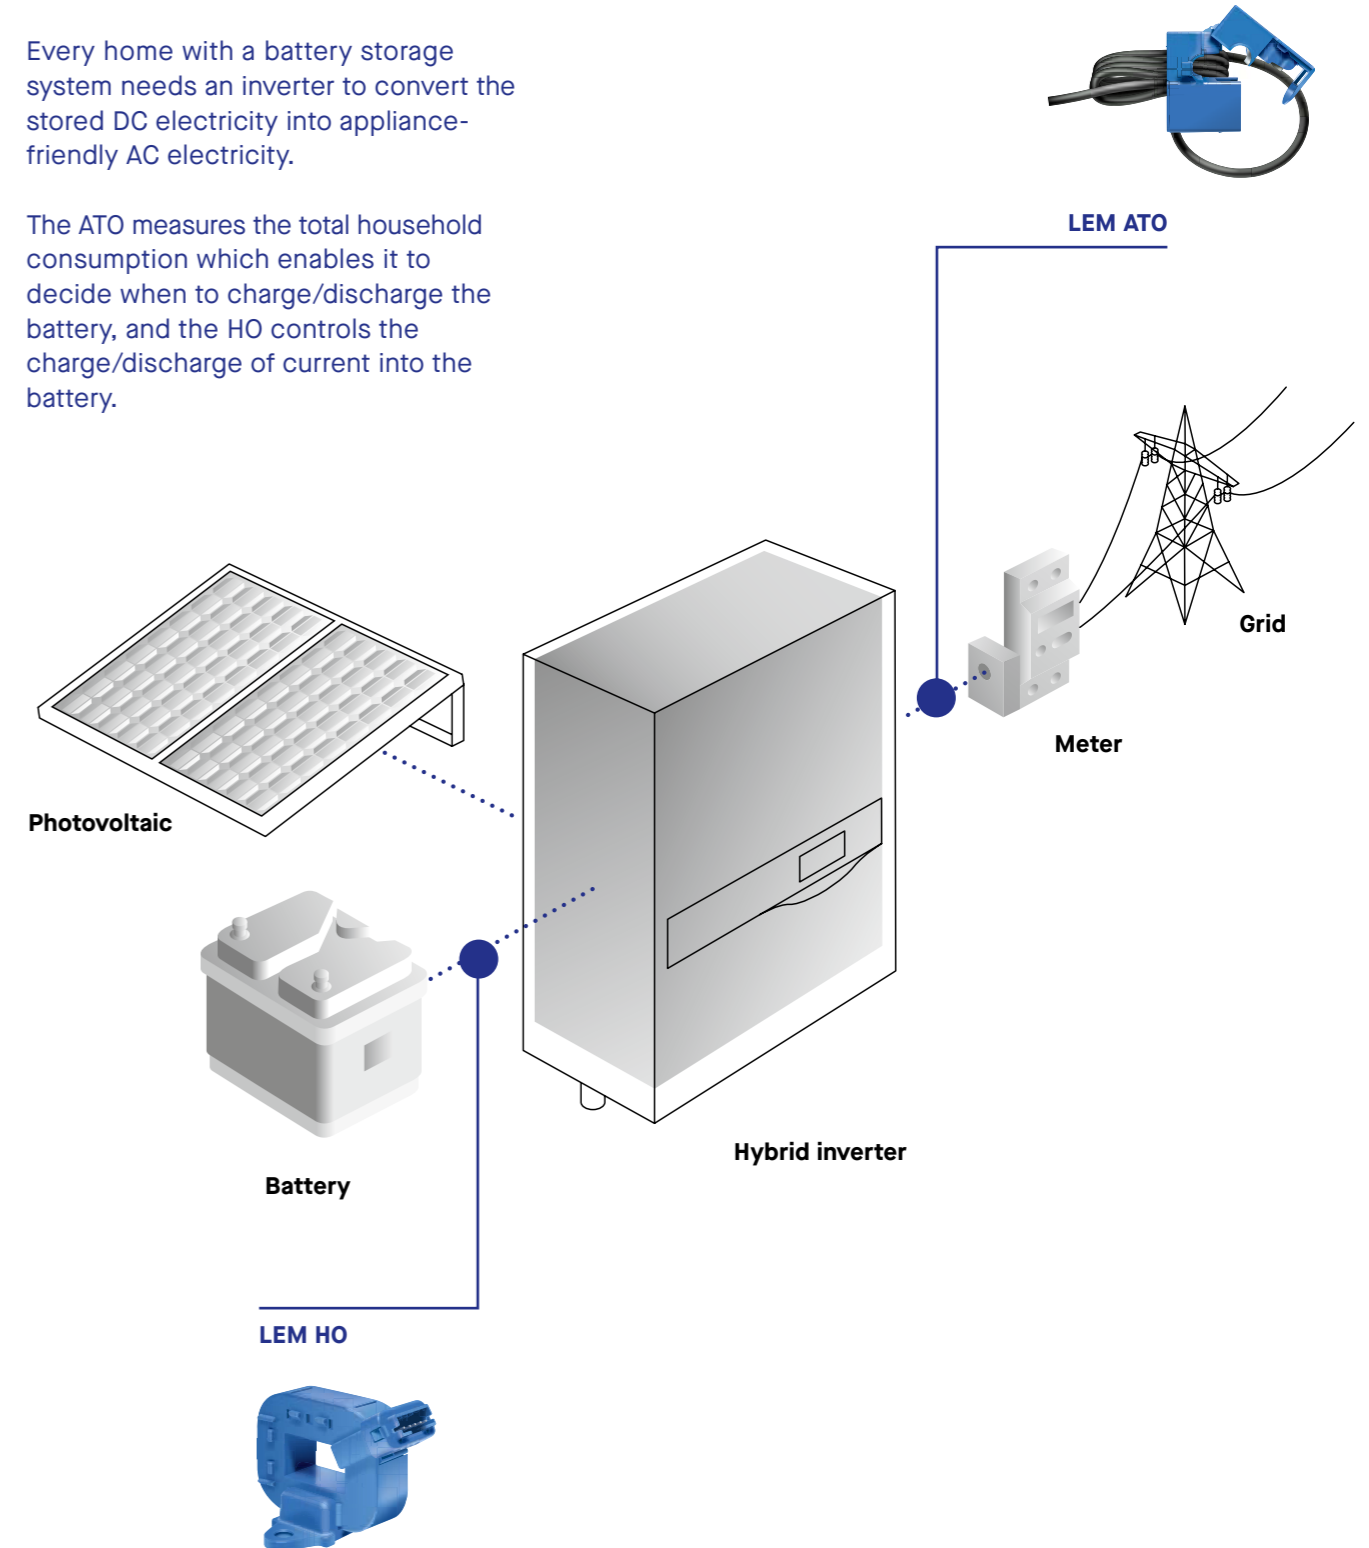 Every home with a battery storage
system needs an inverter to convert the
stored DC electricity into appliance-
friendly AC electricity.
The ATO measures the total household
consumption which enables it to
decide when to charge/discharge the
battery, and the HO controls the
charge/discharge of current into the
battery.
LEM ATO
Grid
Meter
Photovoltaic
Hybrid inverter
Battery
LEM HO